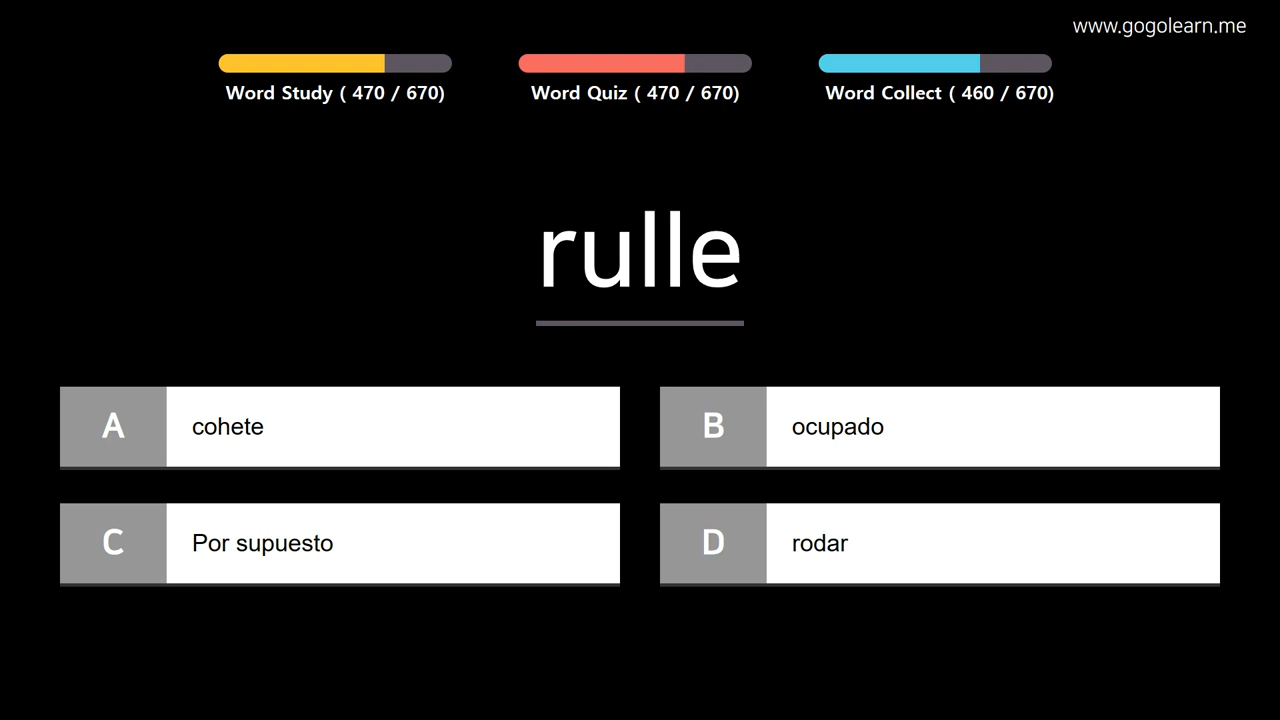 www.gogolearn.me
Word Study ( 470 / 670)
Word Quiz ( 470 / 670)
Word Collect ( 460 / 670)
rulle
A cohete
B ocupado
C Por supuesto
D rodar